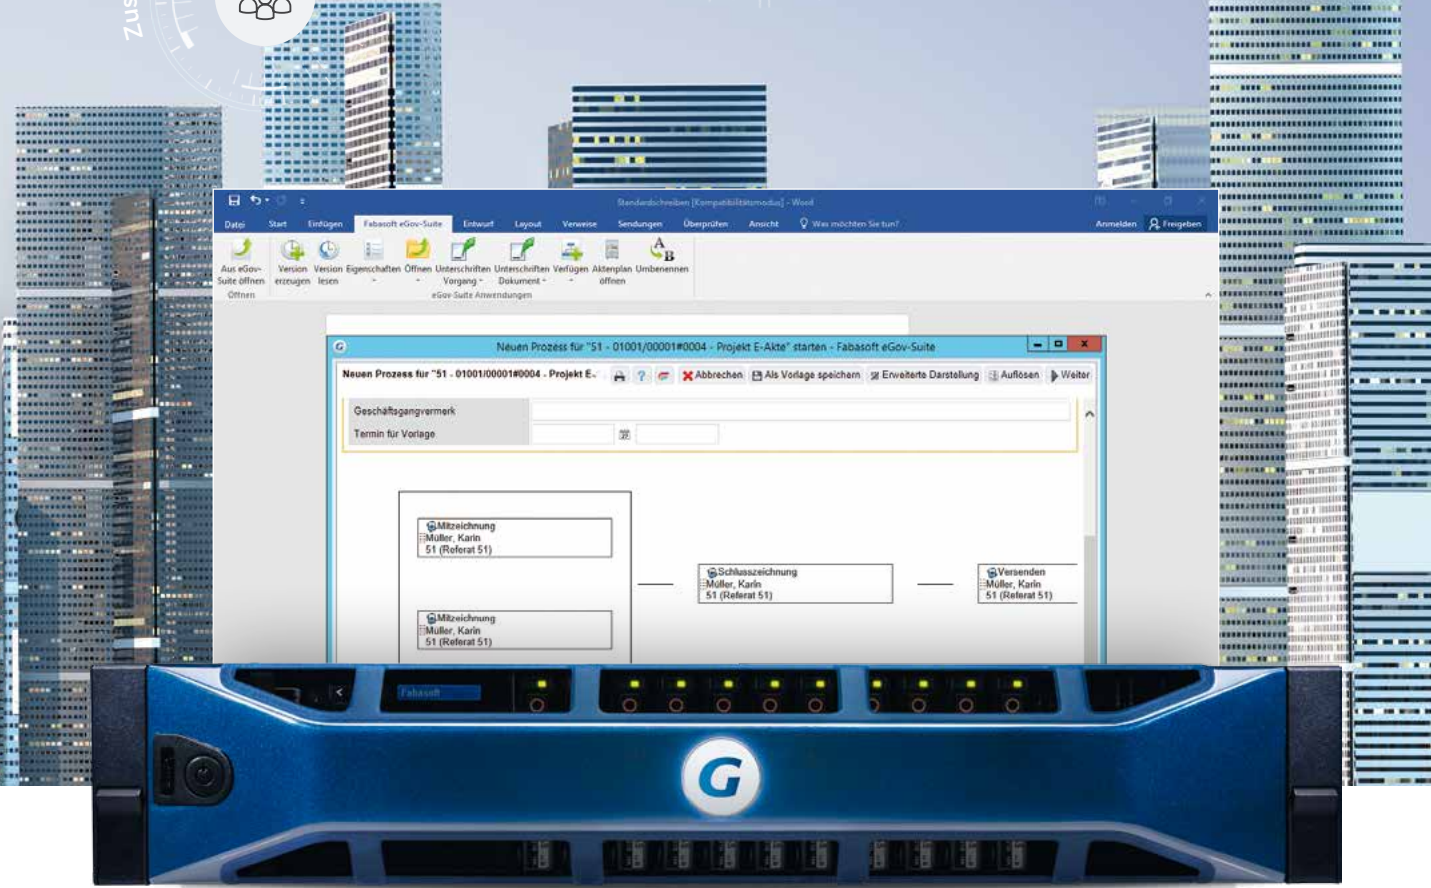 Zus
Standardschreiben [Kompatibilitätsmodus] - Word
Datei Start Einfügen Fabasoft eGov-Suite Entwurf Layout Verweise Sendungen Überprüfen Ansicht Was möchten Sie tun? Anmelden Freigeben
A
B
Aus eGov- Version Version Eigenschaften Öffnen Unterschriften Unterschriften Verfügen Aktenplan Umbenennen
Suite öffnen erzeugen lesen Vorgang Dokument öffnen
Öffnen eGov-Suite Anwendungen
G Neuen Prozess für "51 - 01001/00001#0004 - Projekt E-Akte" starten - Fabasoft eGov-Suite x
Neuen Prozess für "51 - 01001/00001#0004 - Projekt E- ? Abbrechen Als Vorlage speichern Erweiterte Darstellung Auflösen Weiter
Geschäftsgangvermerk
Termin für Vorlage
Mitzeichnung
Müller, Karin
51 (Referat 51)
Schlusszeichnung
Müller, Karin
51 (Referat 51)
Versenden
Müller, Karin
51 (Referat 51)
Mitzeichnung
Müller, Karin
51 (Referat 51)
Fabasoft
G